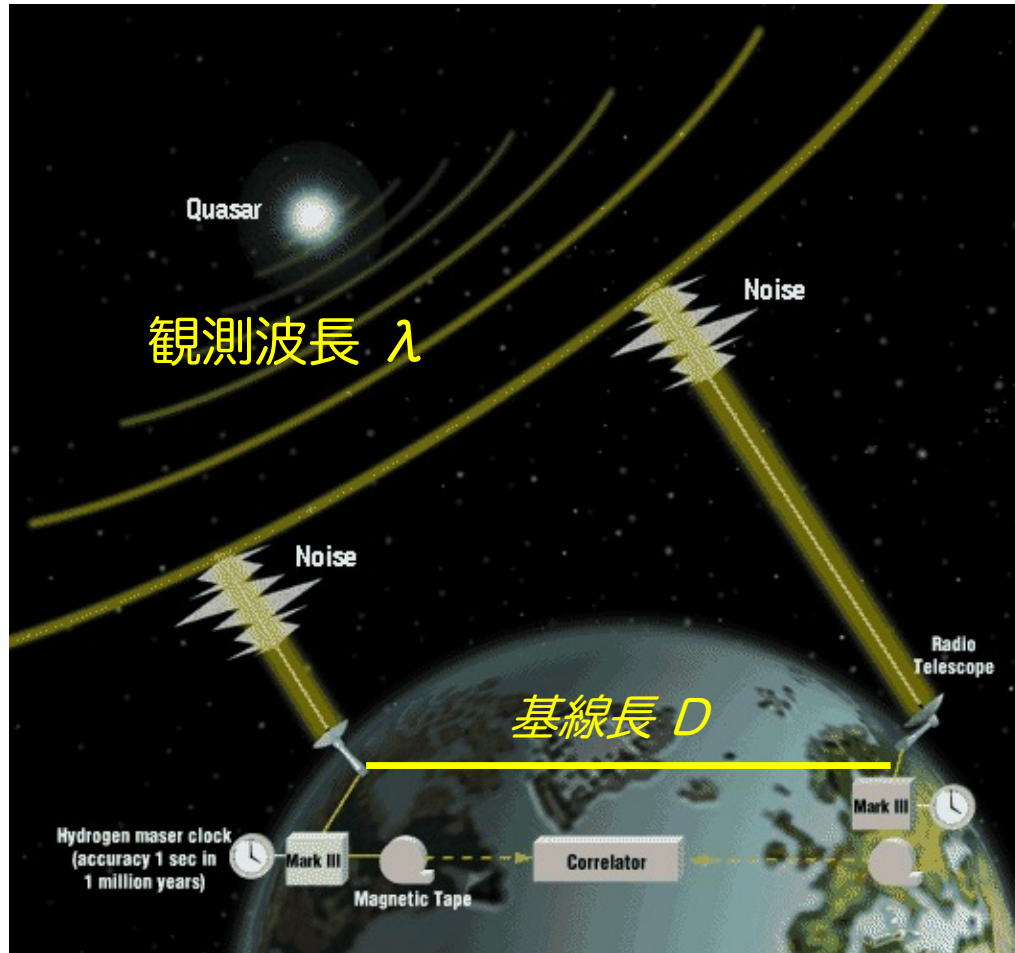 Quasar
Noise
観測波長 λ
Noise
Radio
Telescope
基線長 D
Mark III
Hydrogen maser clock
(accuracy 1 sec in
1 million years)
Mark III
Correlator
Magnetic Tape